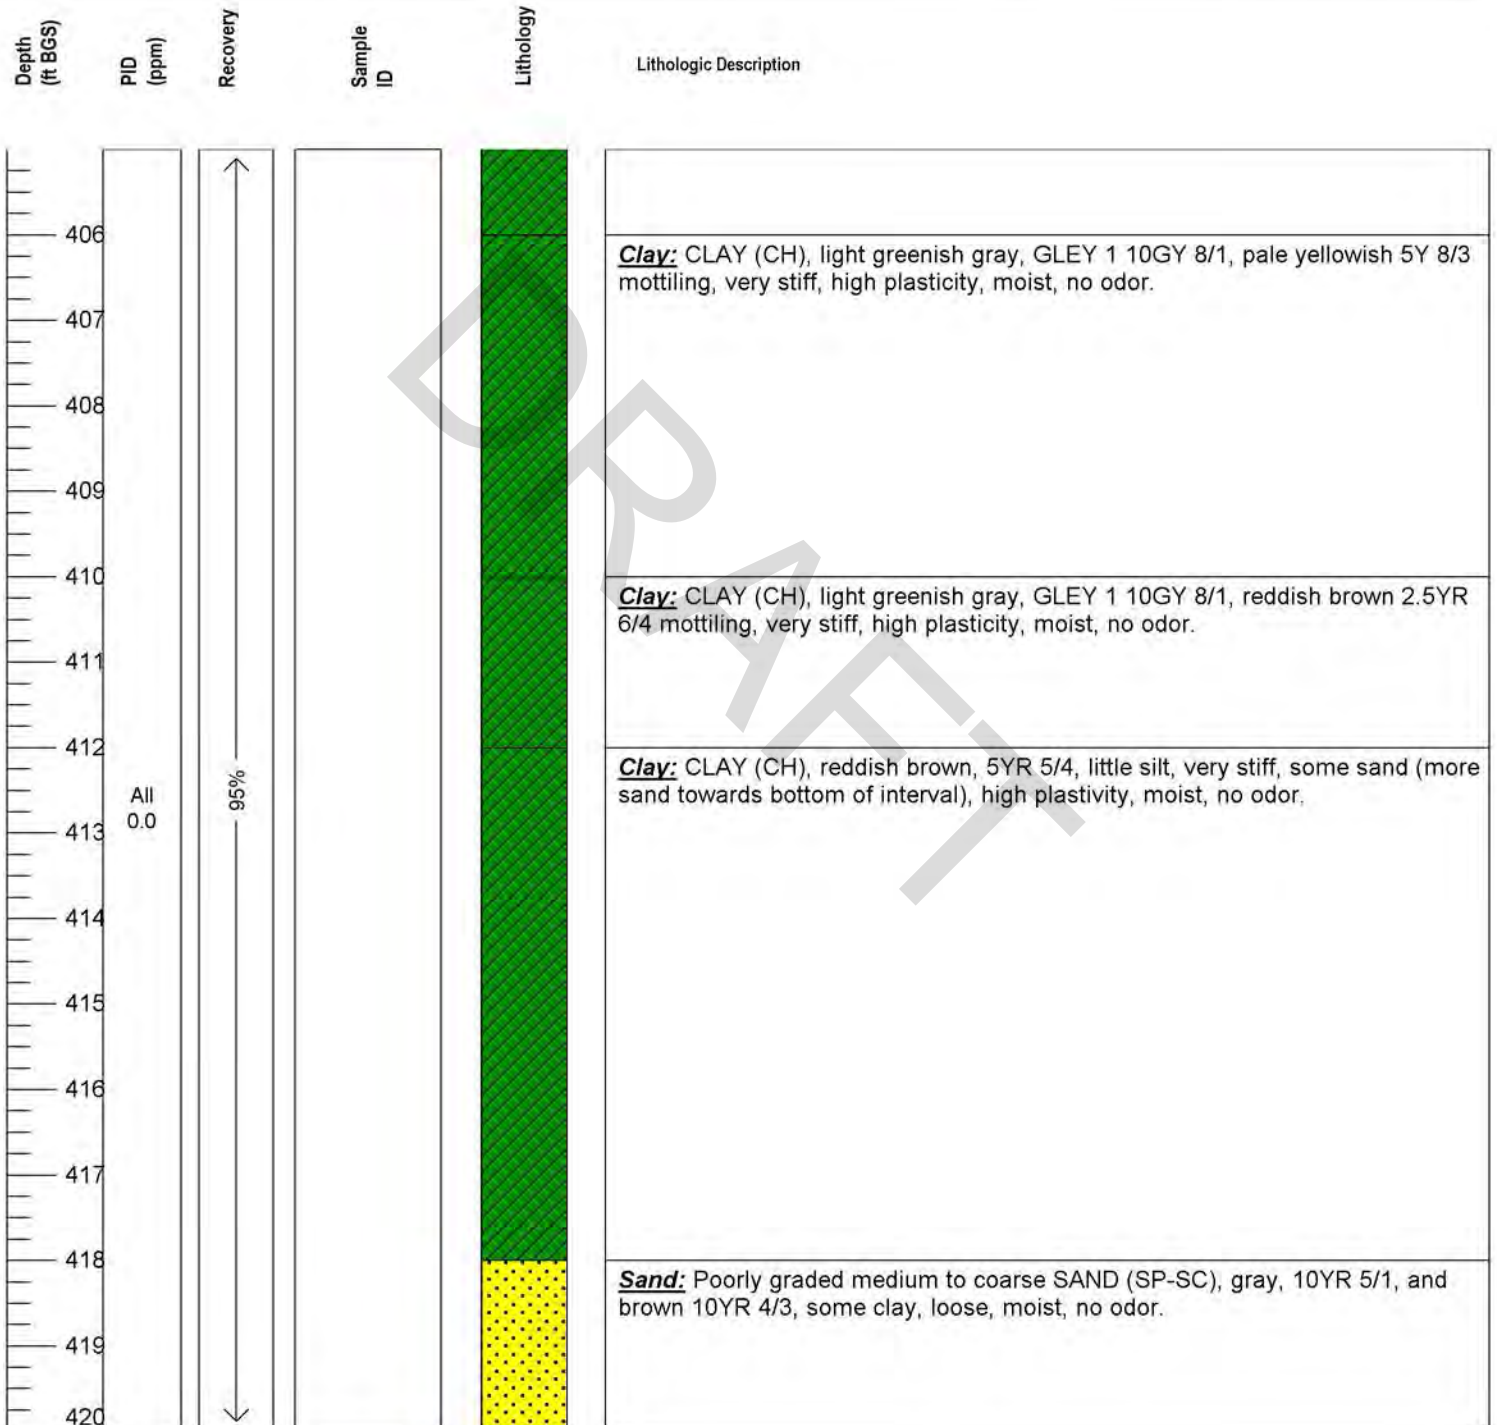 Depth
(ft BGS)
PID
(ppm)
Recovery
Sample
ID
Lithology
Lithologic Description
406
Clay: CLAY (CH), light greenish gray, GLEY 1 10GY 8/1, pale yellowish 5Y 8/3
mottiling, very stiff, high plasticity, moist, no odor.
407
408
409
410
Clay: CLAY (CH), light greenish gray, GLEY 1 10GY 8/1, reddish brown 2.5YR
6/4 mottiling, very stiff, high plasticity, moist, no odor.
411
412
Clay: CLAY (CH), reddish brown, 5YR 5/4, little silt, very stiff, some sand (more
sand towards bottom of interval), high plastivity, moist, no odor.
All
0.0
95%
413
414
415
416
417
418
Sand: Poorly graded medium to coarse SAND (SP-SC), gray, 10YR 5/1, and
brown 10YR 4/3, some clay, loose, moist, no odor.
419
420
DRAFT